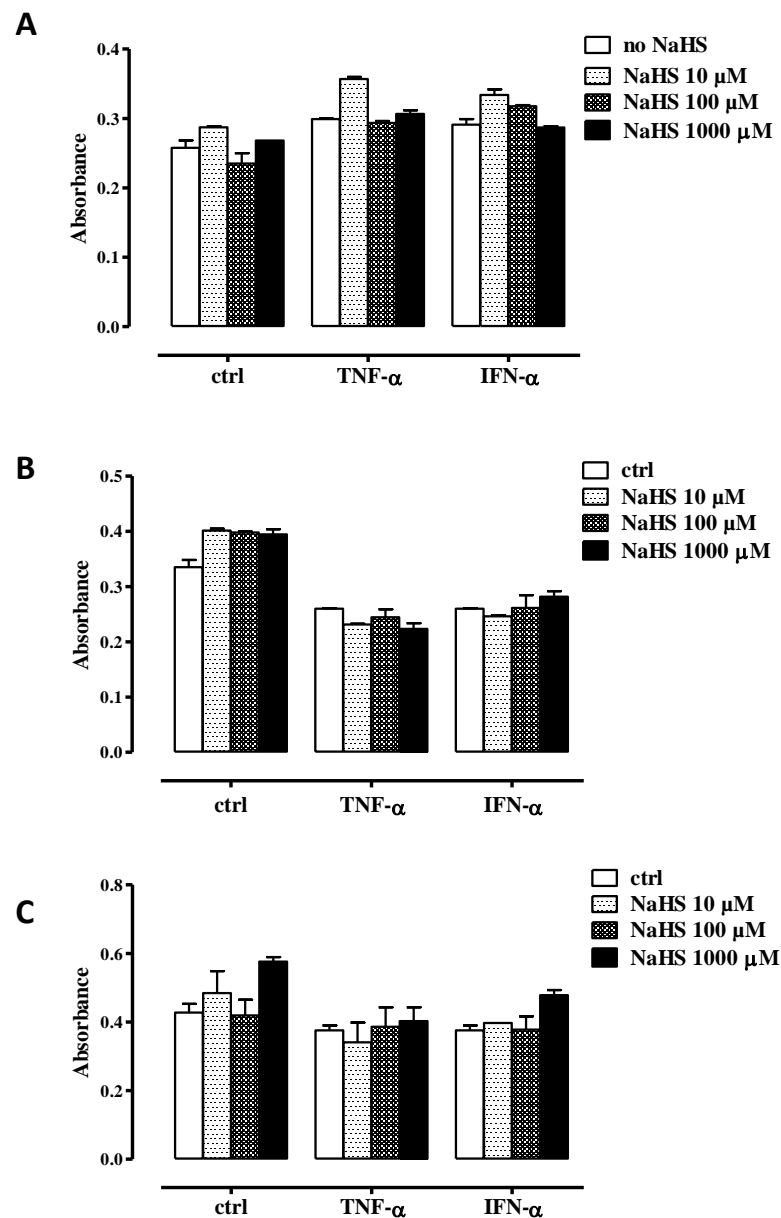 A
0.4
0.3
0.2
0.1
0.0
Absorbance
no NaHS
NaHS 10 µM
NaHS 100 µM
NaHS 1000 µM
ctrl TNF-α IFN-α
B
0.5
0.4
0.3
0.2
0.1
0.0
Absorbance
ctrl
NaHS 10 µM
NaHS 100 µM
NaHS 1000 µM
ctrl TNF-α IFN-α
C
0.8
0.6
0.4
0.2
0.0
Absorbance
ctrl
NaHS 10 µM
NaHS 100 µM
NaHS 1000 µM
ctrl TNF-α IFN-α